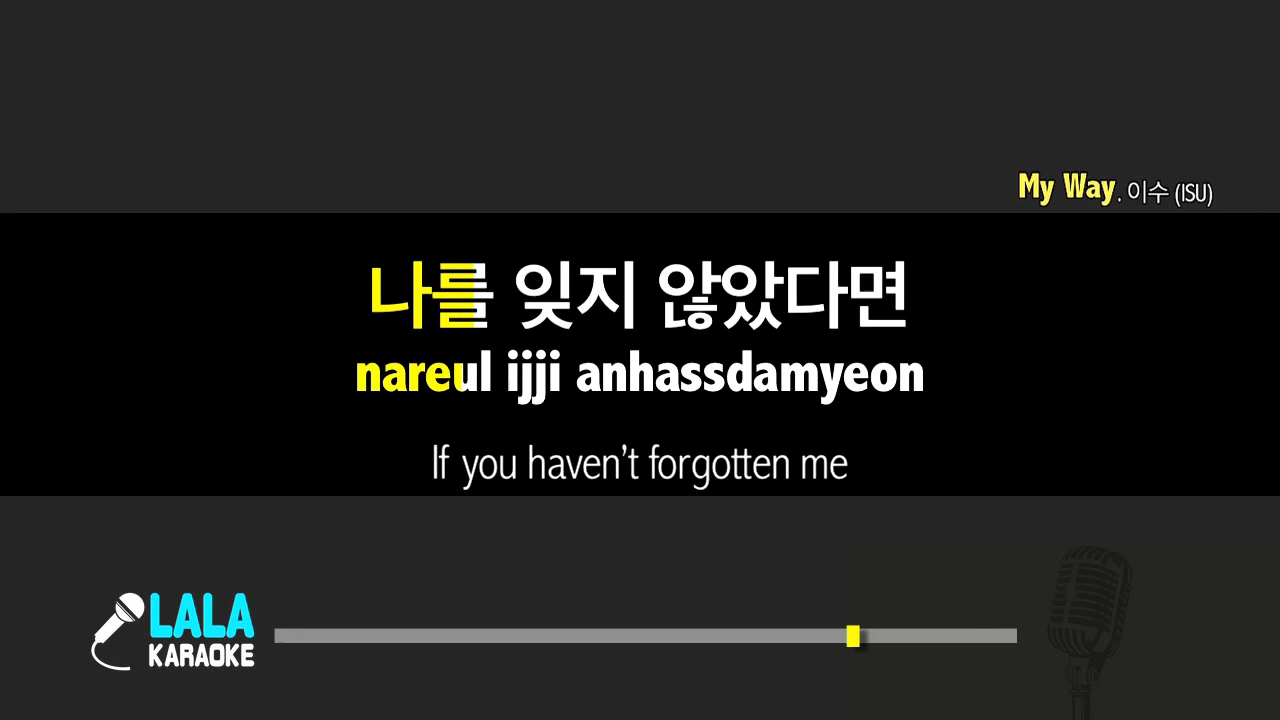 My Way. 이수 (ISU)
나를 잊지 않았다면
nareul ijji anhassdamyeon
If you haven't forgotten me
LALA
KARAOKE